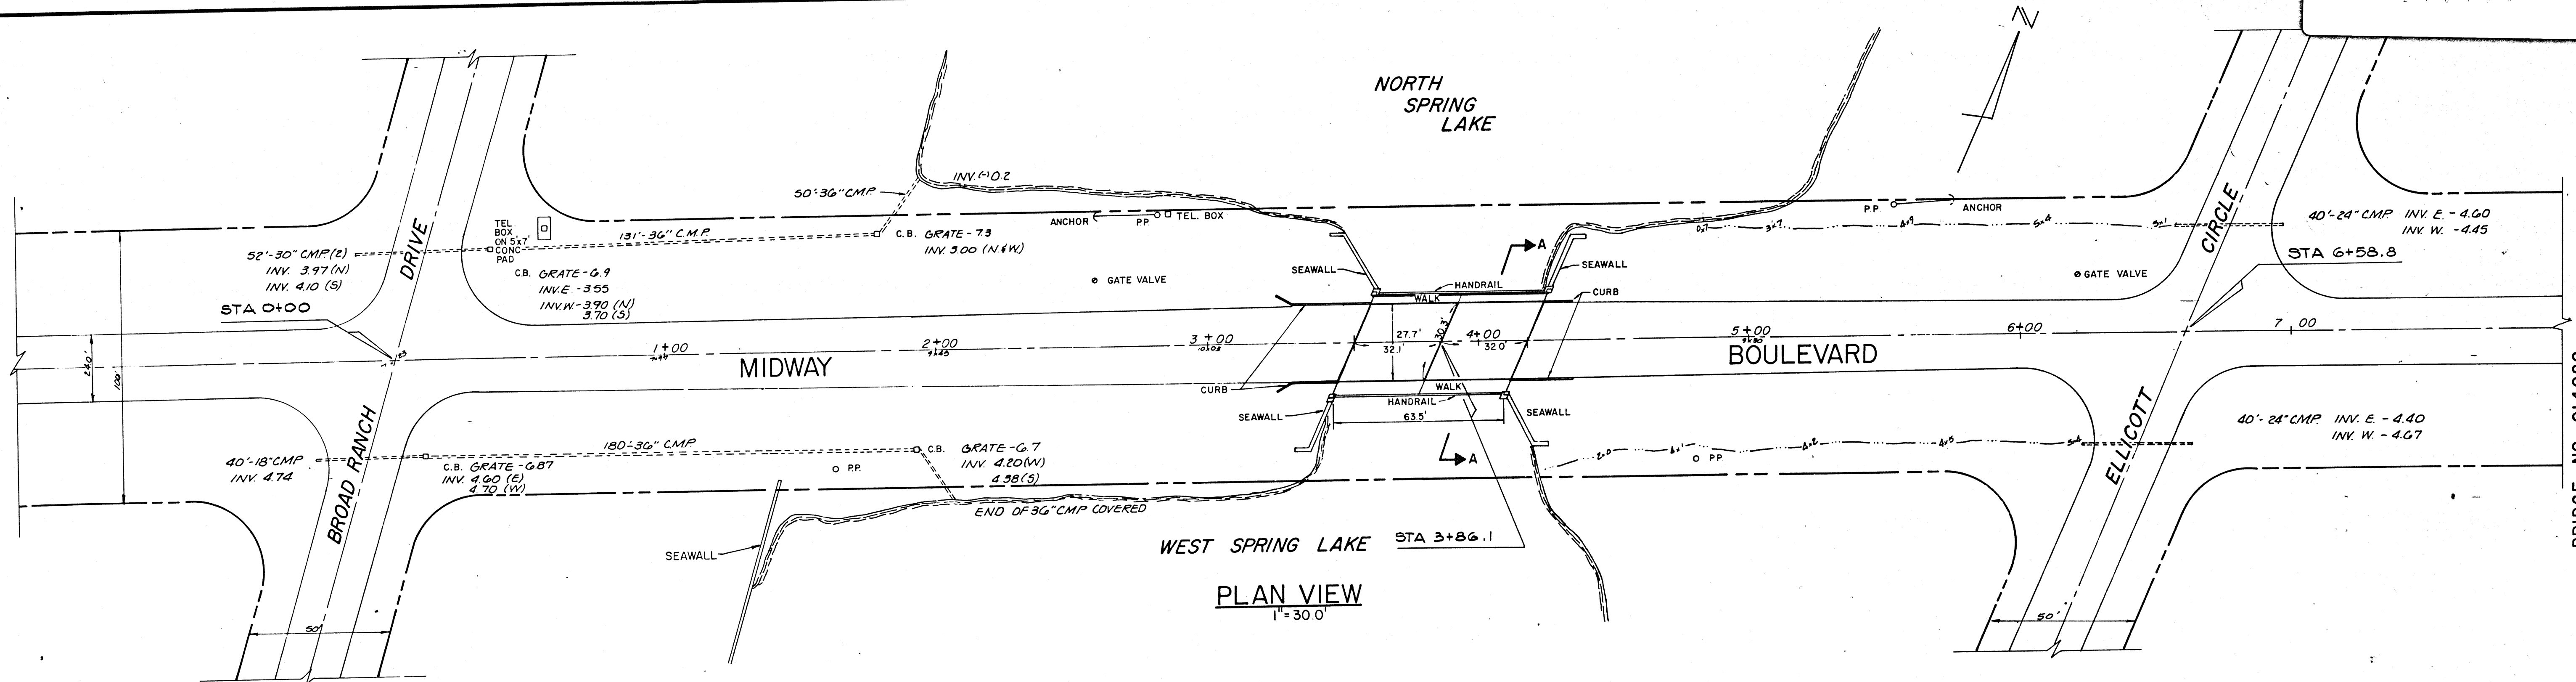 N
NORTH
SPRING
LAKE
INV. (-) 0.2
50'-36" C.M.P.
TEL.
BOX
ON 5'x7'
CONC
PAD
131'-36" C.M.P.
C.B. GRATE - 7.3
INV. 3.00 (N.&W.)
ANCHOR
P.P.
TEL. BOX
P.P.
ANCHOR
40'-24" CMP. INV. E. - 4.60
INV. W. - 4.45
52'-30" CMP. (2)
INV. 3.97 (N)
INV. 4.10 (S)
C.B. GRATE - 6.9
INV. E. - 3.55
INV. W. - 3.90 (N)
3.70 (S)
DRIVE
CIRCLE
STA 0+00
STA 6+58.8
GATE VALVE
GATE VALVE
SEAWALL
SEAWALL
A
HANDRAIL
WALK
CURB
24.0'
100'
1+00
2+00
3+00
4+00
5+00
6+00
7 00
27.7'
30.3'
32.1'
32.0'
MIDWAY
BOULEVARD
CURB
WALK
HANDRAIL
63.5'
SEAWALL
SEAWALL
A
BROAD RANCH
ELLICOTT
180'-36" CMP.
40'-18" CMP
INV. 4.74
C.B. GRATE - 6.87
INV. 4.60 (E)
4.70 (W)
P.P.
C.B. GRATE - 6.7
INV. 4.20 (W)
4.38 (S)
P.P.
40'-24" CMP. INV. E. - 4.40
INV. W. - 4.67
END OF 36" CMP COVERED
SEAWALL
WEST SPRING LAKE
STA 3+86.1
PLAN VIEW
1"=30.0'
50'
50'